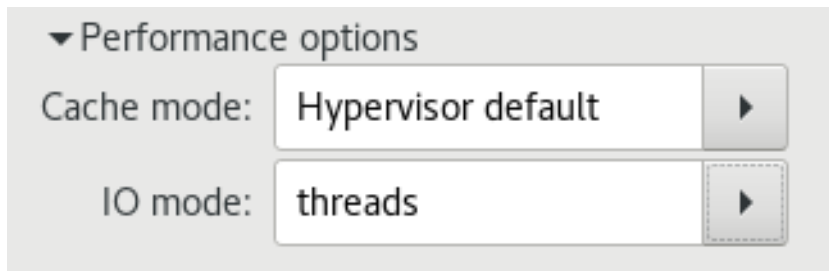 Performance options
Cache mode: Hypervisor default
IO mode: threads